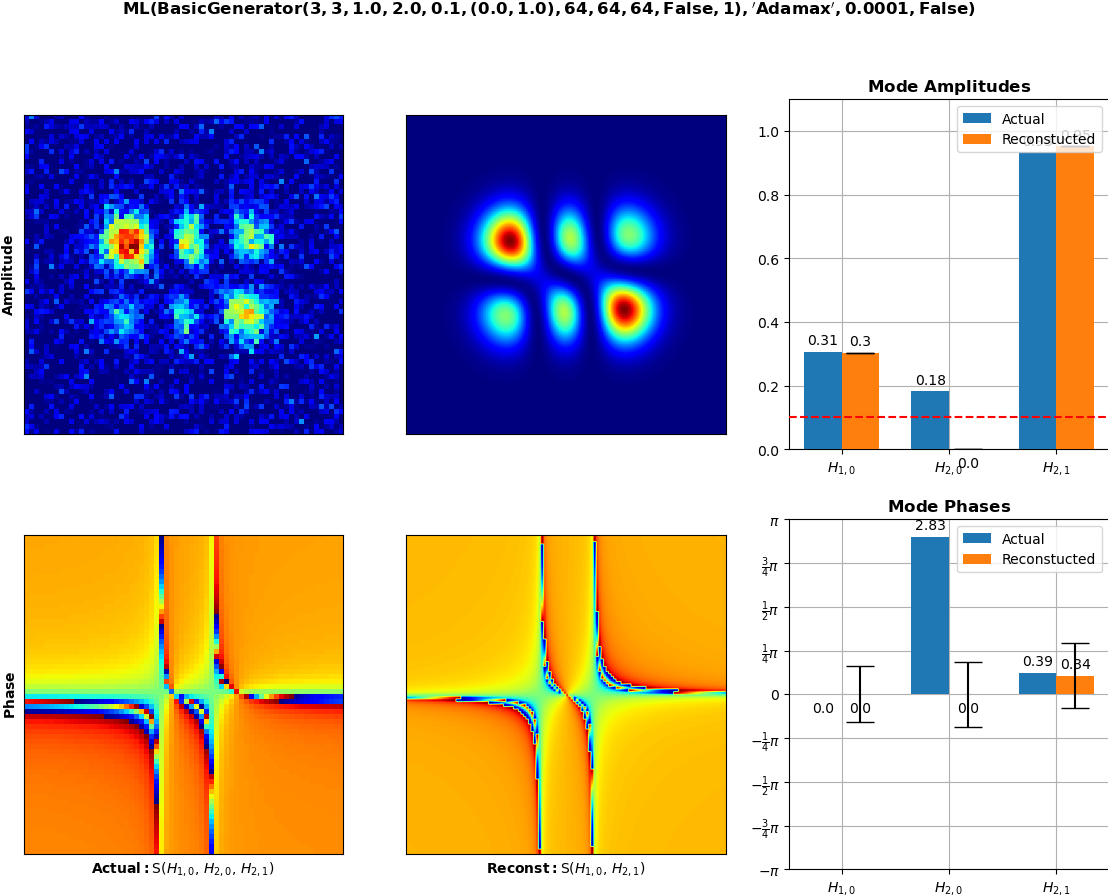 ML(BasicGenerator(3, 3, 1.0, 2.0, 0.1, (0.0, 1.0), 64, 64, 64, False, 1), ′Adamax′, 0.0001, False)
Mode Amplitudes
Actual
Reconstucted
1.0
0.8
0.6
0.4
0.2
0.0
0.31
0.3
0.18
0.0
0.95
H1,0
H2,0
H2,1
Amplitude
Mode Phases
Actual
Reconstucted
π
3/4π
1/2π
1/4π
0
−1/4π
−1/2π
−3/4π
−π
0.0
0.0
2.83
0.0
0.39
0.34
H1,0
H2,0
H2,1
Phase
Actual: S(H1,0, H2,0, H2,1)
Reconst: S(H1,0, H2,1)